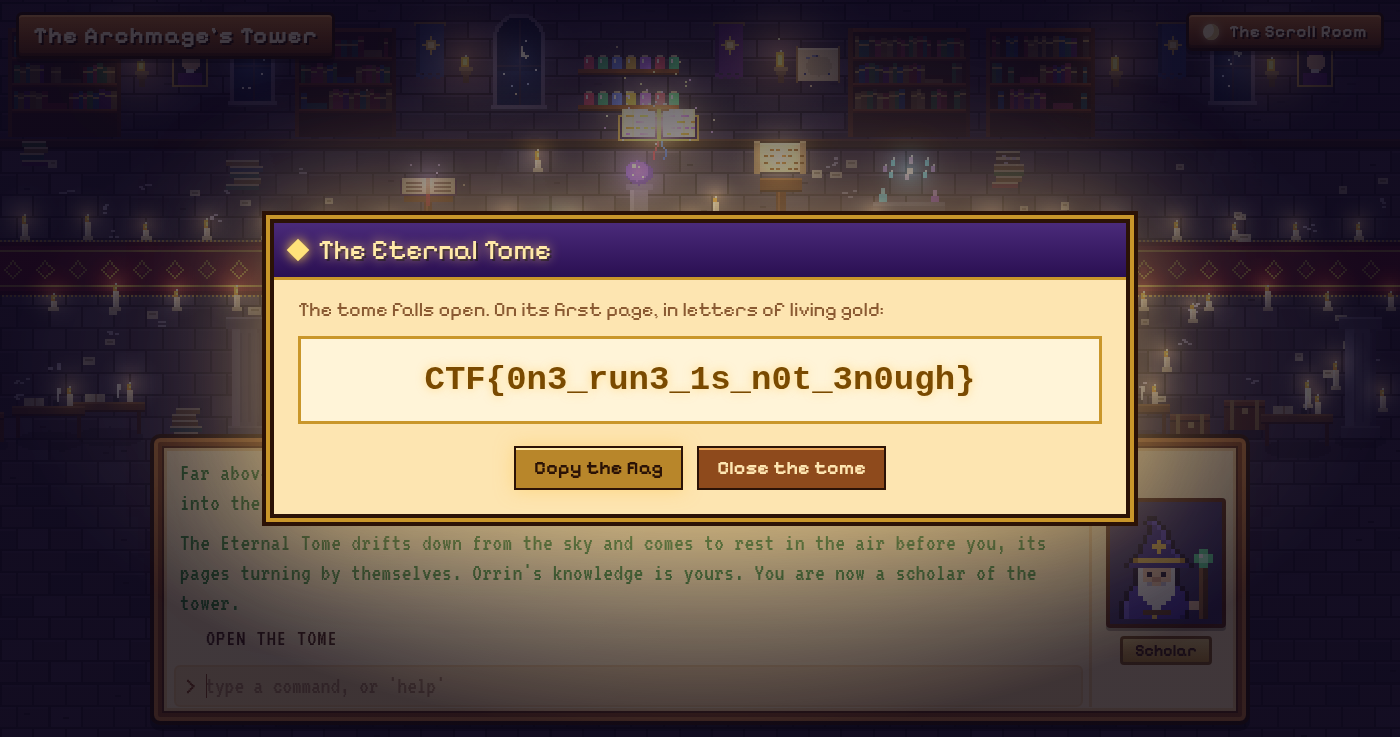 The Archmage's Tower
The Scroll Room
The Eternal Tome
The tome falls open. On its first page, in letters of living gold:
CTF{0n3_run3_1s_n0t_3n0ugh}
Copy the flag
Close the tome
Far abov
into the
The Eternal Tome drifts down from the sky and comes to rest in the air before you, its
pages turning by themselves. Orrin's knowledge is yours. You are now a scholar of the
tower.
OPEN THE TOME
> type a command, or 'help'
Scholar